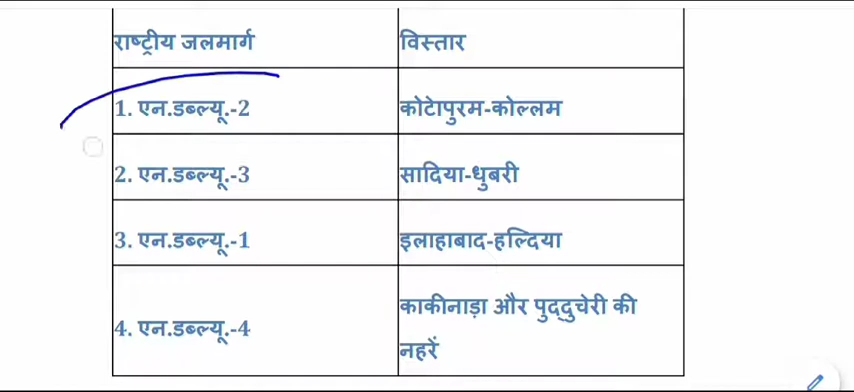 राष्ट्रीय जलमार्ग विस्तार
1. एन.डब्ल्यू.-2 कोटेापुरम-कोल्लम
2. एन.डब्ल्यू.-3 सादिया-धुबरी
3. एन.डब्ल्यू.-1 इलाहाबाद-हल्दिया
4. एन.डब्ल्यू.-4 काकीनाड़ा और पुद्दुचेरी की
नहरें